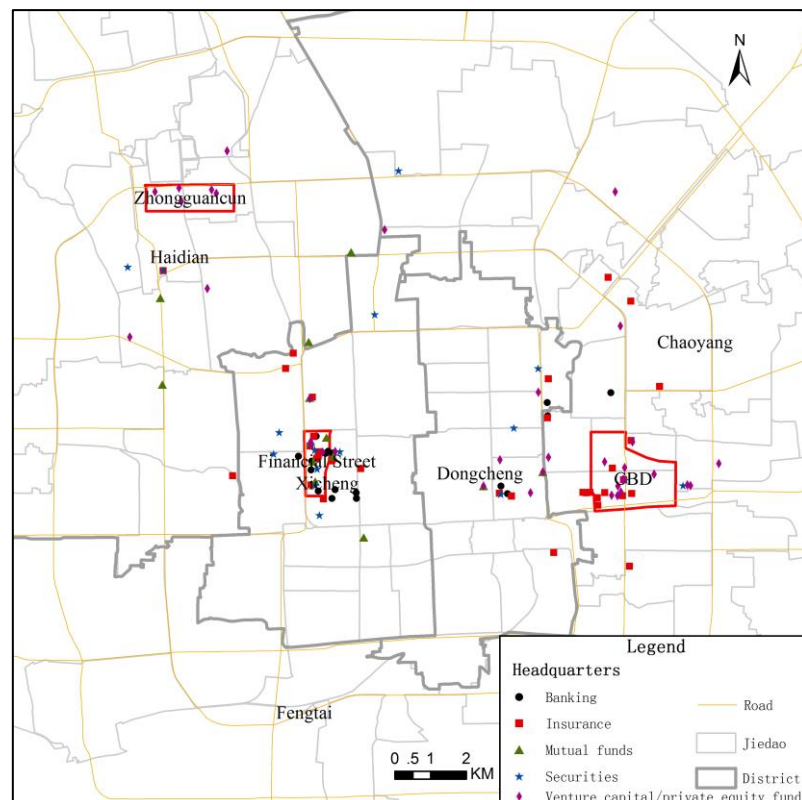 N
Zhongguancun
Haidian
Chaoyang
Financial Street
Xicheng
Dongcheng
CBD
Fengtai
0 .5 1 2
KM
Legend
Headquarters
Banking
Insurance
Mutual funds
Securities
Venture capital/private equity fund
Road
Jiedao
District